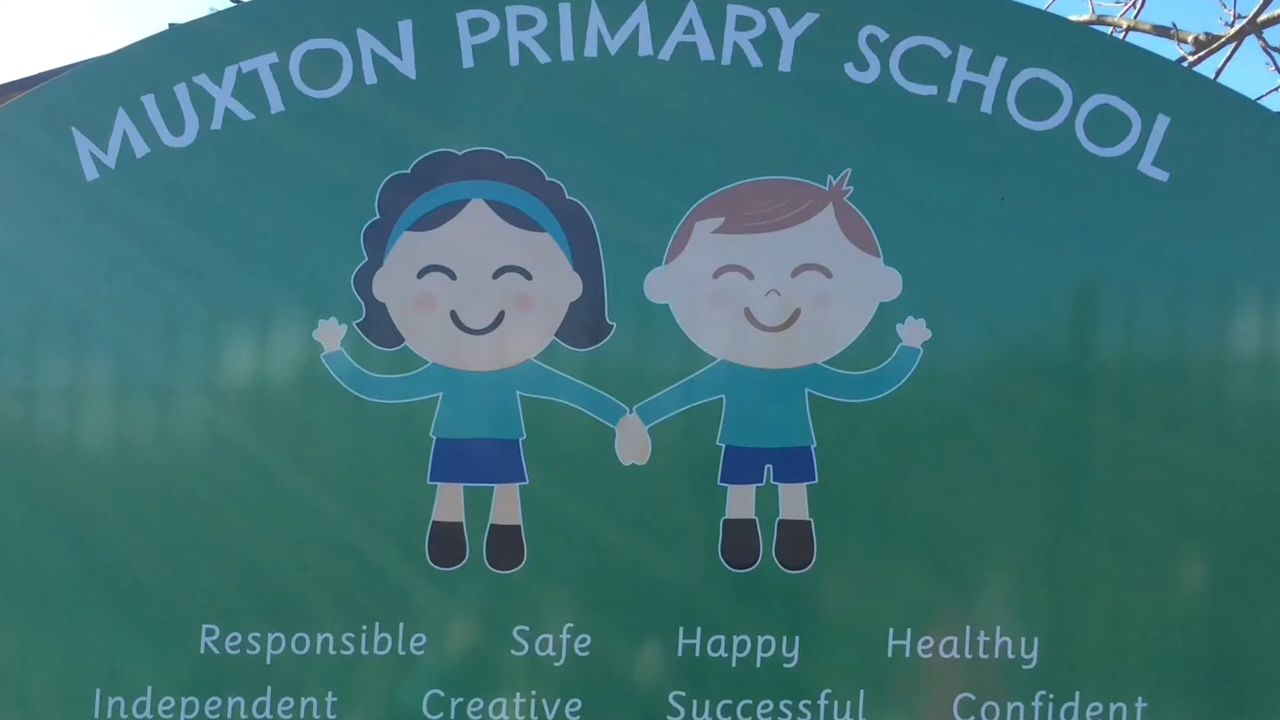 MUXTON PRIMARY SCHOOL
Responsible Safe Happy Healthy
Independent Creative Successful Confident